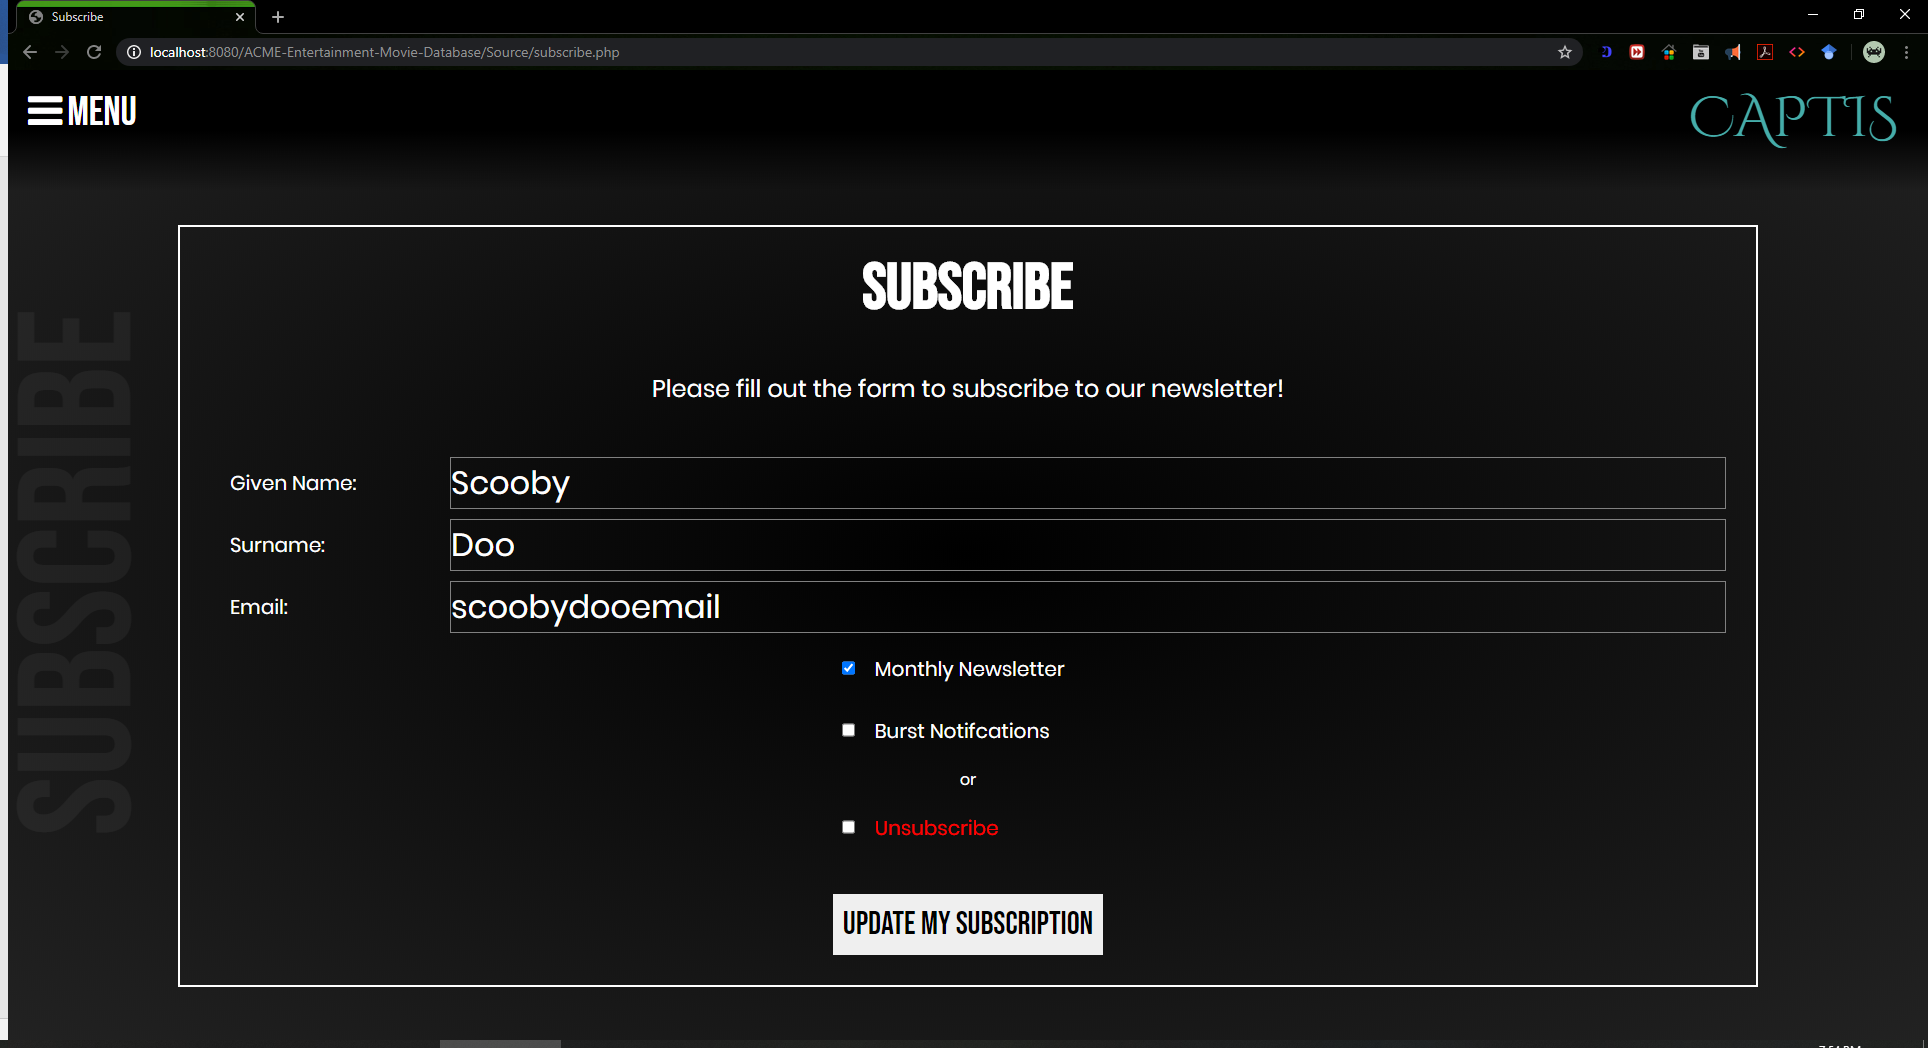 Subscribe
localhost:8080/ACME-Entertainment-Movie-Database/Source/subscribe.php
MENU
CAPTIS
SUBSCRIBE
SUBSCRIBE
Please fill out the form to subscribe to our newsletter!
Given Name:
Scooby
Surname:
Doo
Email:
scoobydooemail
Monthly Newsletter
Burst Notifcations
or
Unsubscribe
UPDATE MY SUBSCRIPTION